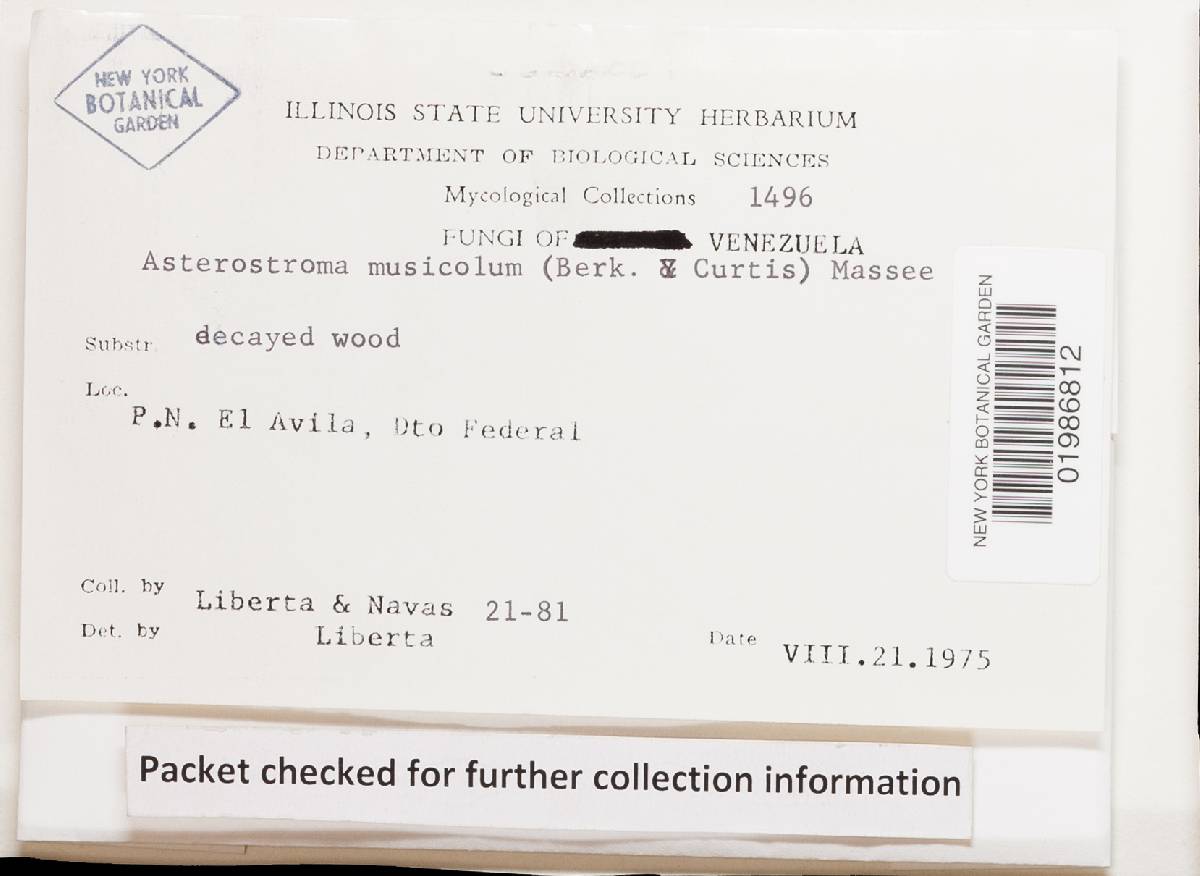 NEW YORK
BOTANICAL
GARDEN
ILLINOIS STATE UNIVERSITY HERBARIUM
DEPARTMENT OF BIOLOGICAL SCIENCES
Mycological Collections 1496
FUNGI OF VENEZUELA
Asterostroma musicolum (Berk. & Curtis) Massee
Substr. decayed wood
Loc.
P.N. El Avila, Dto Federal
Coll. by Liberta & Navas 21-81
Det. by Liberta
Date VIII.21.1975
NEW YORK BOTANICAL GARDEN
01986812
Packet checked for further collection information